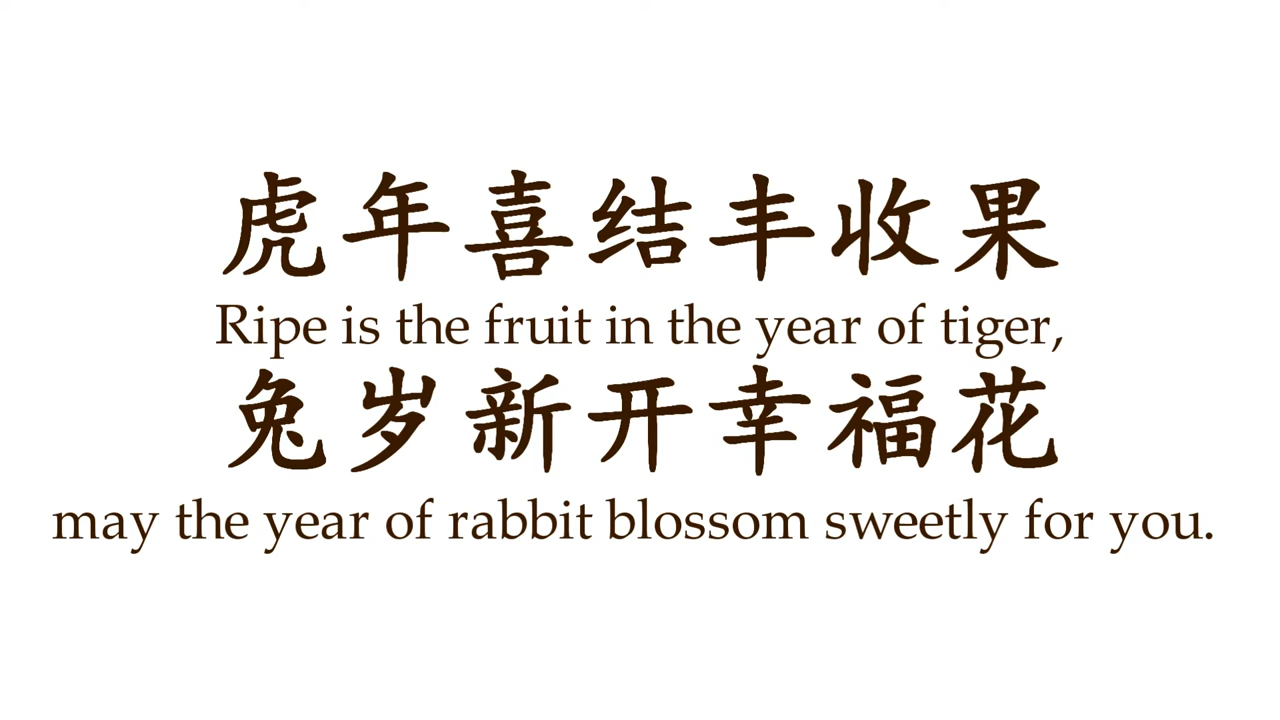 虎年喜结丰收果
Ripe is the fruit in the year of tiger,
兔岁新开幸福花
may the year of rabbit blossom sweetly for you.